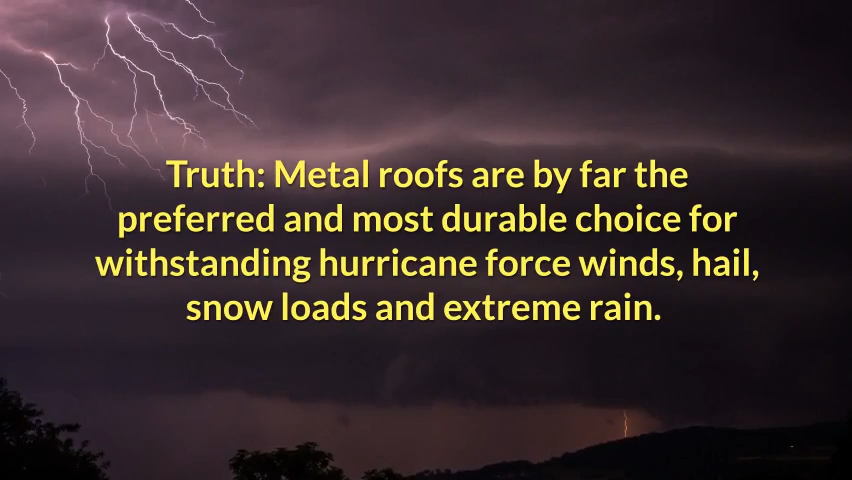 Truth: Metal roofs are by far the
preferred and most durable choice for
withstanding hurricane force winds, hail,
snow loads and extreme rain.